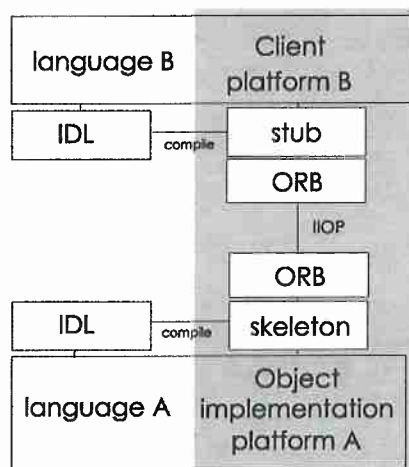 language B
Client
platform B
IDL
compile
stub
ORB
IIOP
ORB
IDL
compile
skeleton
language A
Object
implementation
platform A